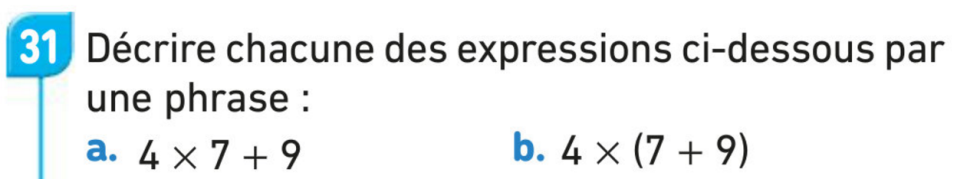 31 Décrire chacune des expressions ci-dessous par
une phrase :
a. 4 × 7 + 9 b. 4 × (7 + 9)